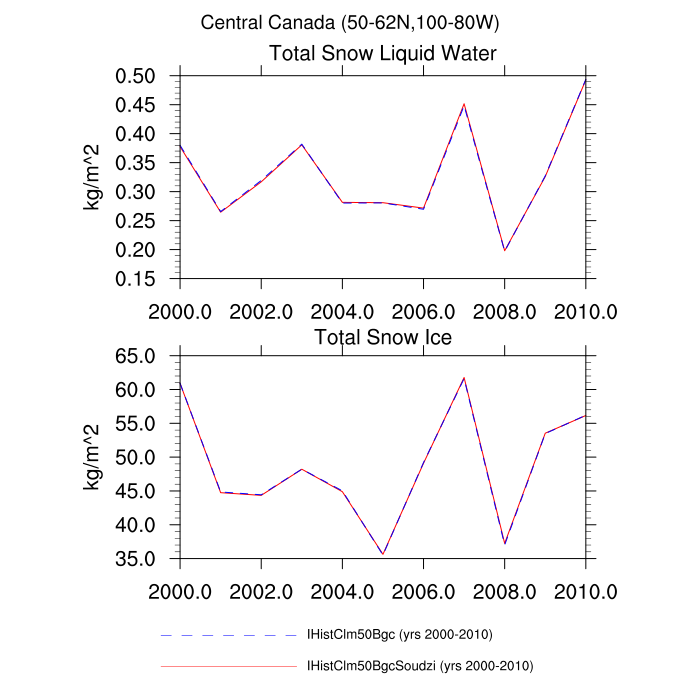 Central Canada (50-62N,100-80W)
Total Snow Liquid Water
0.50
0.45
0.40
0.35
0.30
0.25
0.20
0.15
kg/m^2
2000.0 2002.0 2004.0 2006.0 2008.0 2010.0
Total Snow Ice
65.0
60.0
55.0
50.0
45.0
40.0
35.0
kg/m^2
2000.0 2002.0 2004.0 2006.0 2008.0 2010.0
IHistClm50Bgc (yrs 2000-2010)
IHistClm50BgcSoudzi (yrs 2000-2010)